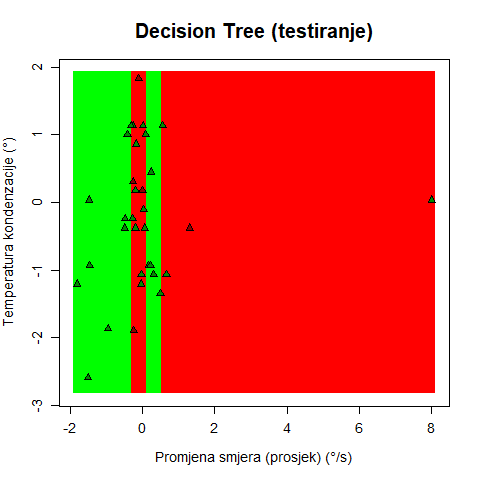 Decision Tree (testiranje)
2
1
0
-1
-2
-3
Temperatura kondenzacije (°)
-2 0 2 4 6 8
Promjena smjera (prosjek) (°/s)